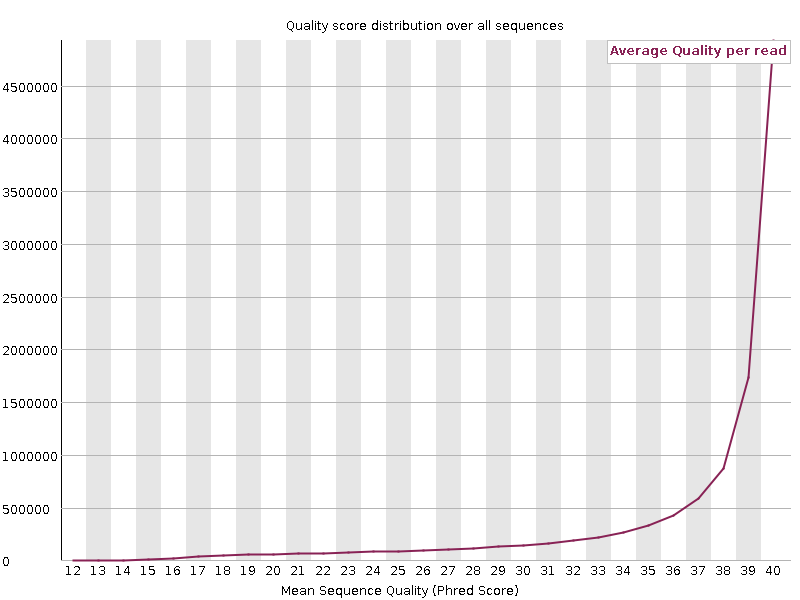 Quality score distribution over all sequences
Average Quality per read
4500000
4000000
3500000
3000000
2500000
2000000
1500000
1000000
500000
0
12 13 14 15 16 17 18 19 20 21 22 23 24 25 26 27 28 29 30 31 32 33 34 35 36 37 38 39 40
Mean Sequence Quality (Phred Score)